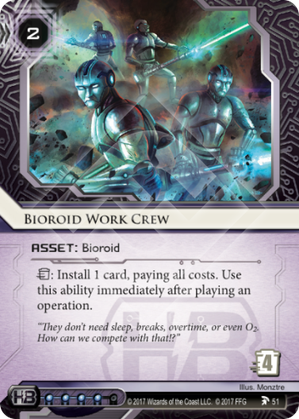 2
BIOROID WORK CREW
ASSET: Bioroid
: Install 1 card, paying all costs. Use
this ability immediately after playing an
operation.
"They don't need sleep, breaks, overtime, or even O2.
How can we compete with that!?"
4
Illus. Monztre
HB
© 2017 Wizards of the Coast LLC. © 2017 FFG
51